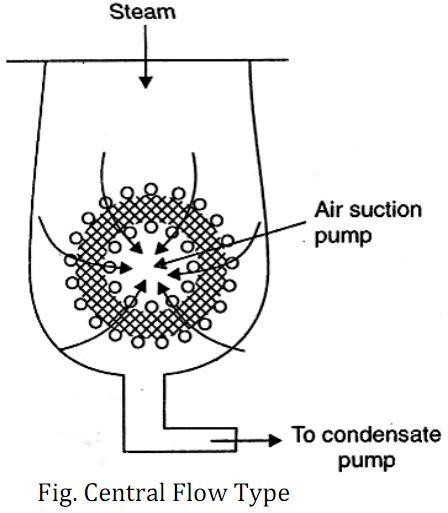 Steam
Air suction
pump
To condensate
pump
Fig. Central Flow Type